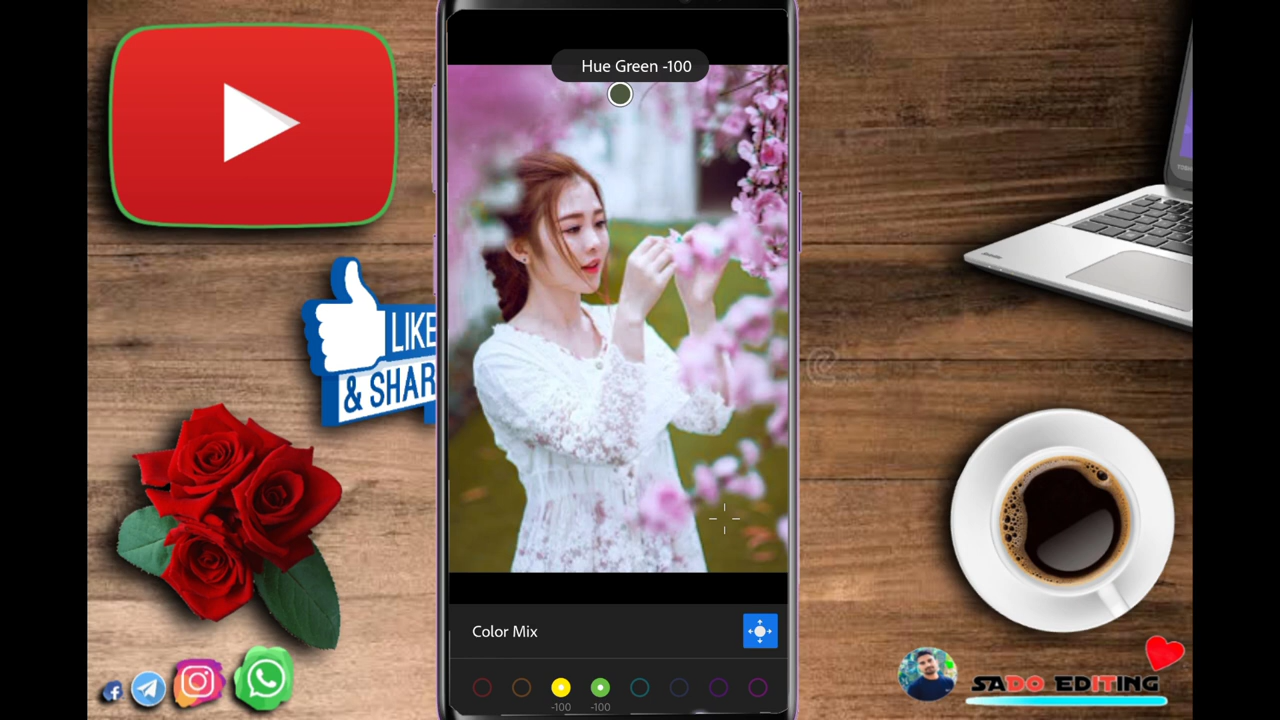 Hue Green -100
LIKE
& SHAR
Color Mix
-100
-100
SADO EDITING